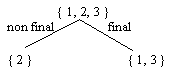 { 1, 2, 3 }
non final final
{ 2 } { 1, 3 }